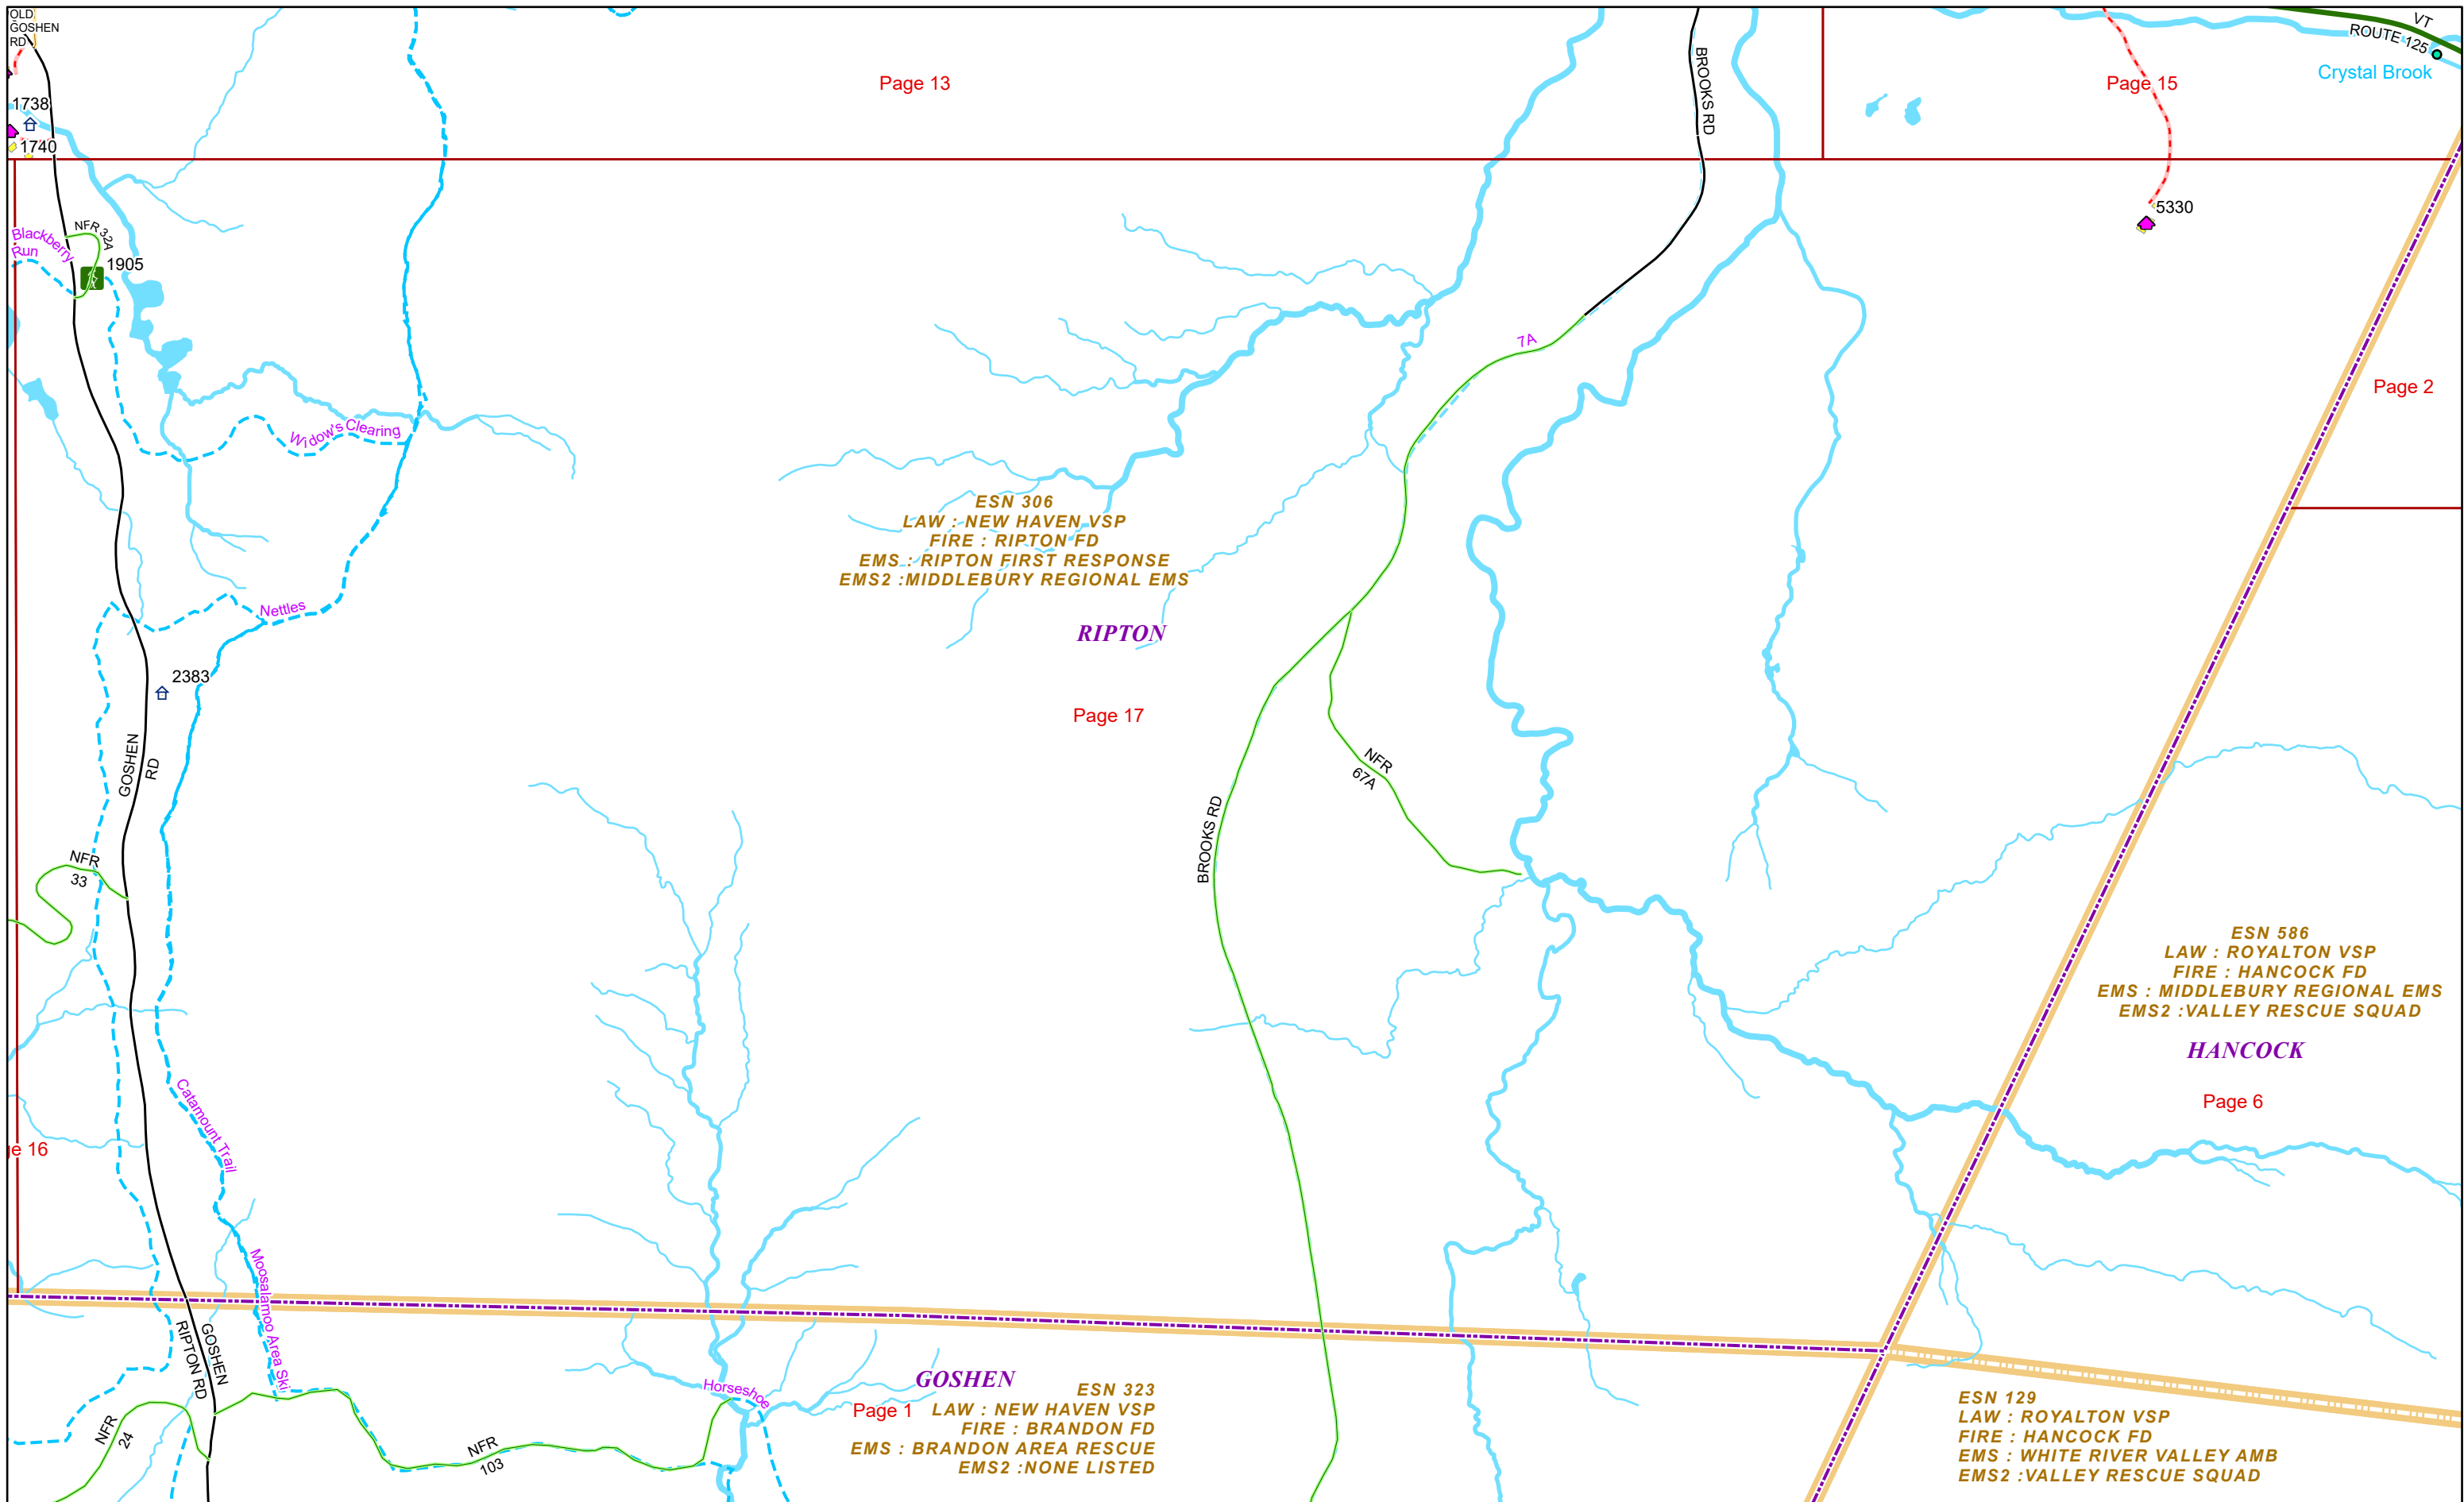 OLD
GOSHEN
RD
VT
ROUTE 125
Crystal Brook
Page 13
BROOKS RD
Page 15
1738
1740
5330
Blackberry
Run
NFR 32A
1905
7A
Page 2
Widow's Clearing
ESN 306
LAW : NEW HAVEN VSP
FIRE : RIPTON FD
EMS : RIPTON FIRST RESPONSE
EMS2 :MIDDLEBURY REGIONAL EMS
Nettles
RIPTON
2383
Page 17
GOSHEN
RD
NFR
67A
BROOKS RD
NFR
33
ESN 586
LAW : ROYALTON VSP
FIRE : HANCOCK FD
EMS : MIDDLEBURY REGIONAL EMS
EMS2 :VALLEY RESCUE SQUAD
HANCOCK
Page 6
Catamount Trail
ge 16
Moosalamoo Area Ski
GOSHEN
RIPTON RD
GOSHEN
Horseshoe
Page 1
ESN 323
LAW : NEW HAVEN VSP
FIRE : BRANDON FD
EMS : BRANDON AREA RESCUE
EMS2 :NONE LISTED
ESN 129
LAW : ROYALTON VSP
FIRE : HANCOCK FD
EMS : WHITE RIVER VALLEY AMB
EMS2 :VALLEY RESCUE SQUAD
NFR
24
NFR
103